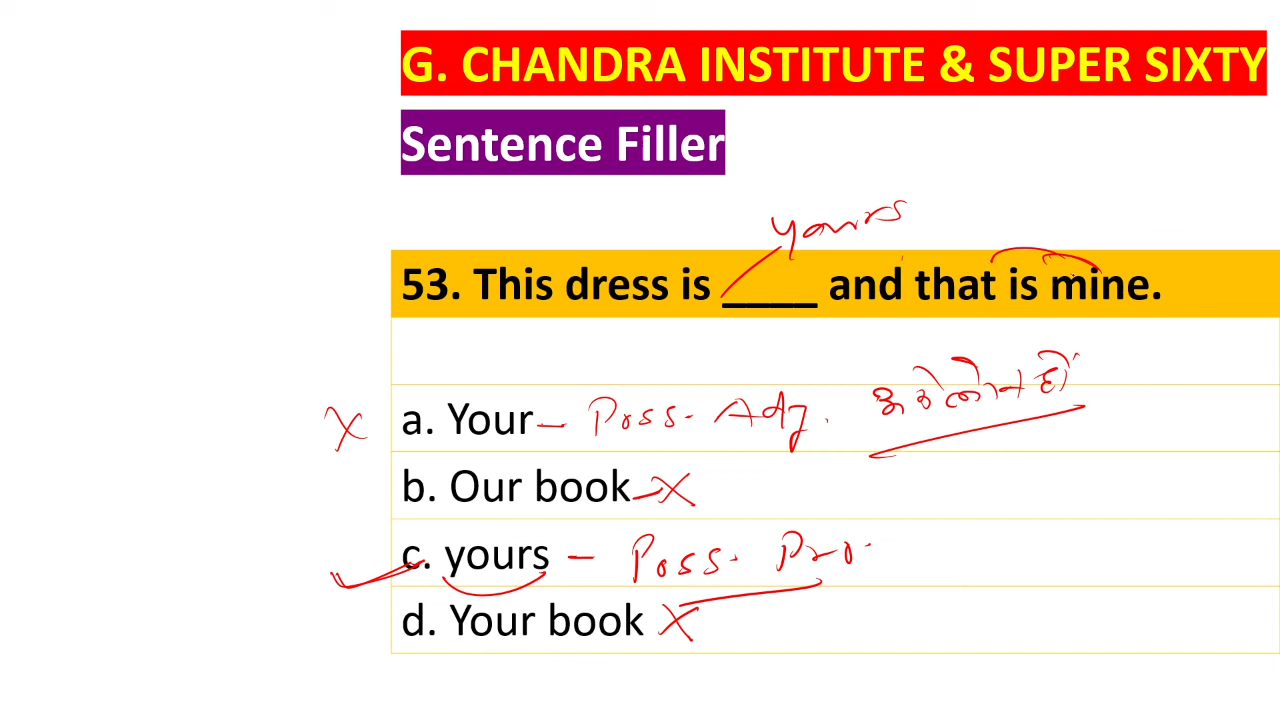 G. CHANDRA INSTITUTE & SUPER SIXTY
Sentence Filler
yours
53. This dress is ____ and that is mine.
X a. Your – Poss. Adj.
b. Our book – X
c. yours – Poss. Pro.
d. Your book X